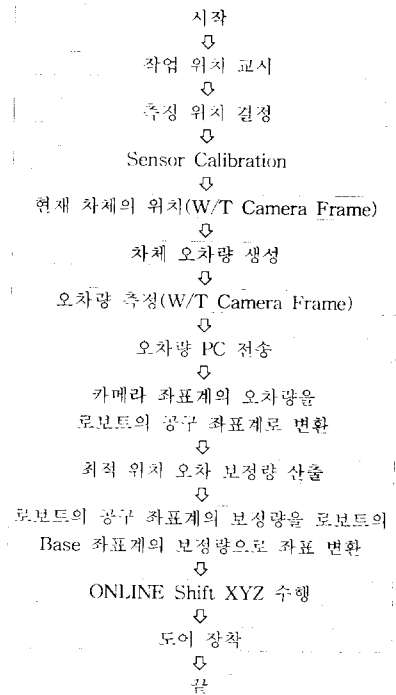 시작
작업 위치 교시
측정 위치 결정
Sensor Calibration
현재 차체의 위치(W/T Camera Frame)
차체 오차량 생성
오차량 측정(W/T Camera Frame)
오차량 PC 전송
카메라 좌표계의 오차량을
로보트의 공구 좌표계로 변환
최적 위치 오차 보정량 산출
로보트의 공구 좌표계의 보정량을 로보트의
Base 좌표계의 보정량으로 좌표 변환
ONLINE Shift XYZ 수행
도어 장착
끝